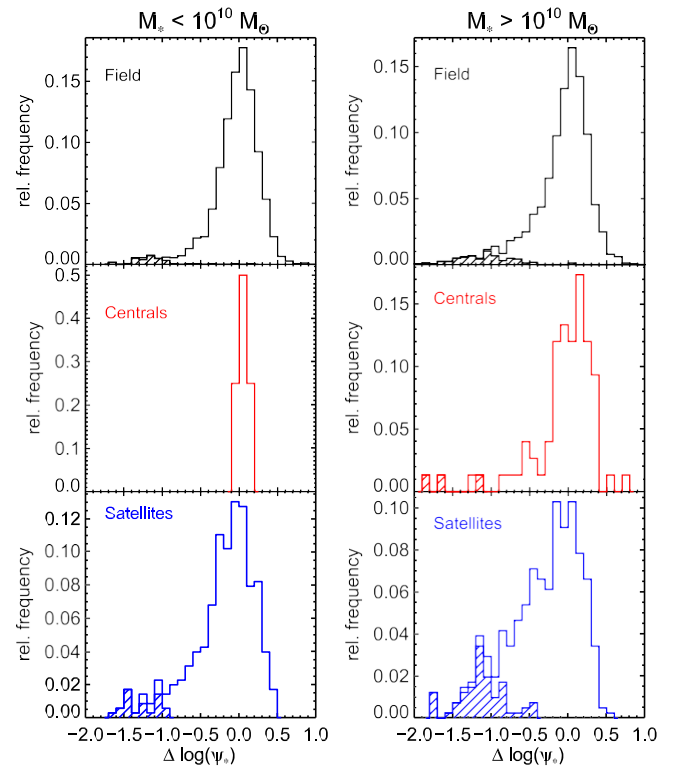 M* < 10^10 M⊙
M* > 10^10 M⊙
Field
rel. frequency
0.15
0.10
0.05
0.00
Field
rel. frequency
0.15
0.10
0.05
0.00
Centrals
rel. frequency
0.5
0.4
0.3
0.2
0.1
0.0
Centrals
rel. frequency
0.15
0.10
0.05
0.00
Satellites
rel. frequency
0.12
0.10
0.08
0.06
0.04
0.02
0.00
−2.0 −1.5 −1.0 −0.5 0.0 0.5 1.0
Δ log(ψ*)
Satellites
rel. frequency
0.10
0.08
0.06
0.04
0.02
0.00
−2.0 −1.5 −1.0 −0.5 0.0 0.5 1.0
Δ log(ψ*)